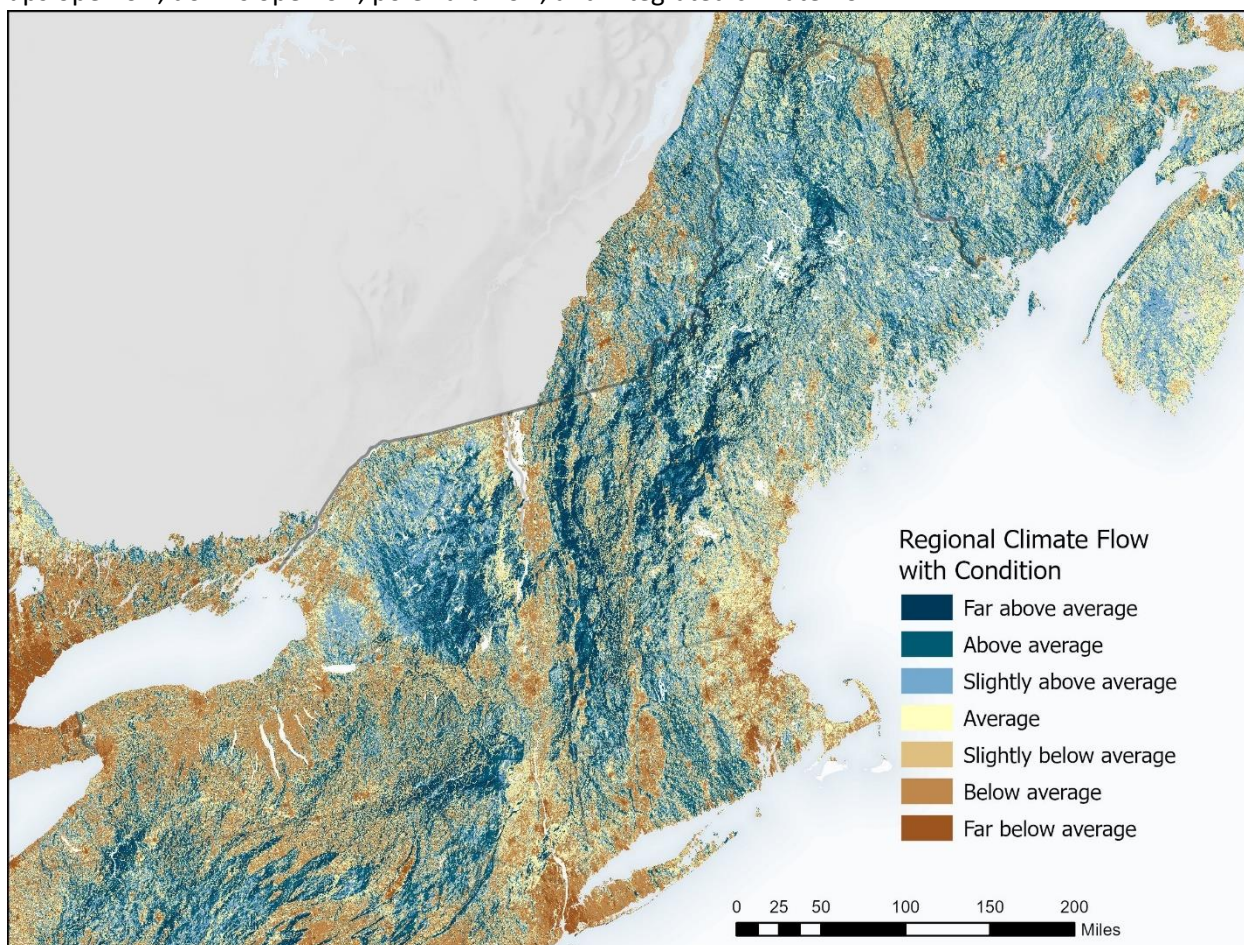 Regional Climate Flow
with Condition
Far above average
Above average
Slightly above average
Average
Slightly below average
Below average
Far below average
0 25 50 100 150 200
Miles